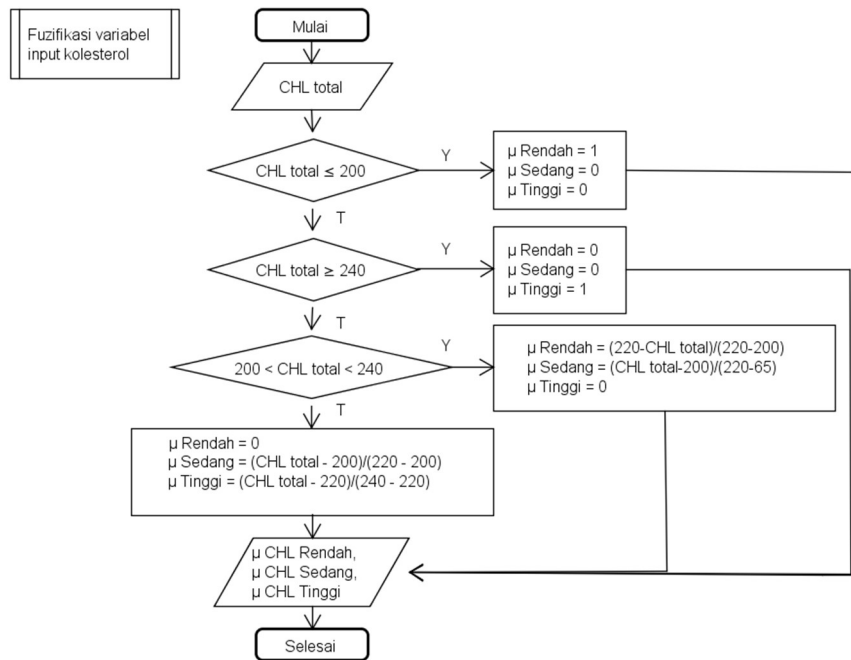 Fuzifikasi variabel
input kolesterol
Mulai
CHL total
CHL total ≤ 200
Y
µ Rendah = 1
µ Sedang = 0
µ Tinggi = 0
T
CHL total ≥ 240
Y
µ Rendah = 0
µ Sedang = 0
µ Tinggi = 1
T
200 < CHL total < 240
Y
µ Rendah = (220-CHL total)/(220-200)
µ Sedang = (CHL total-200)/(220-65)
µ Tinggi = 0
T
µ Rendah = 0
µ Sedang = (CHL total - 200)/(220 - 200)
µ Tinggi = (CHL total - 220)/(240 - 220)
µ CHL Rendah,
µ CHL Sedang,
µ CHL Tinggi
Selesai